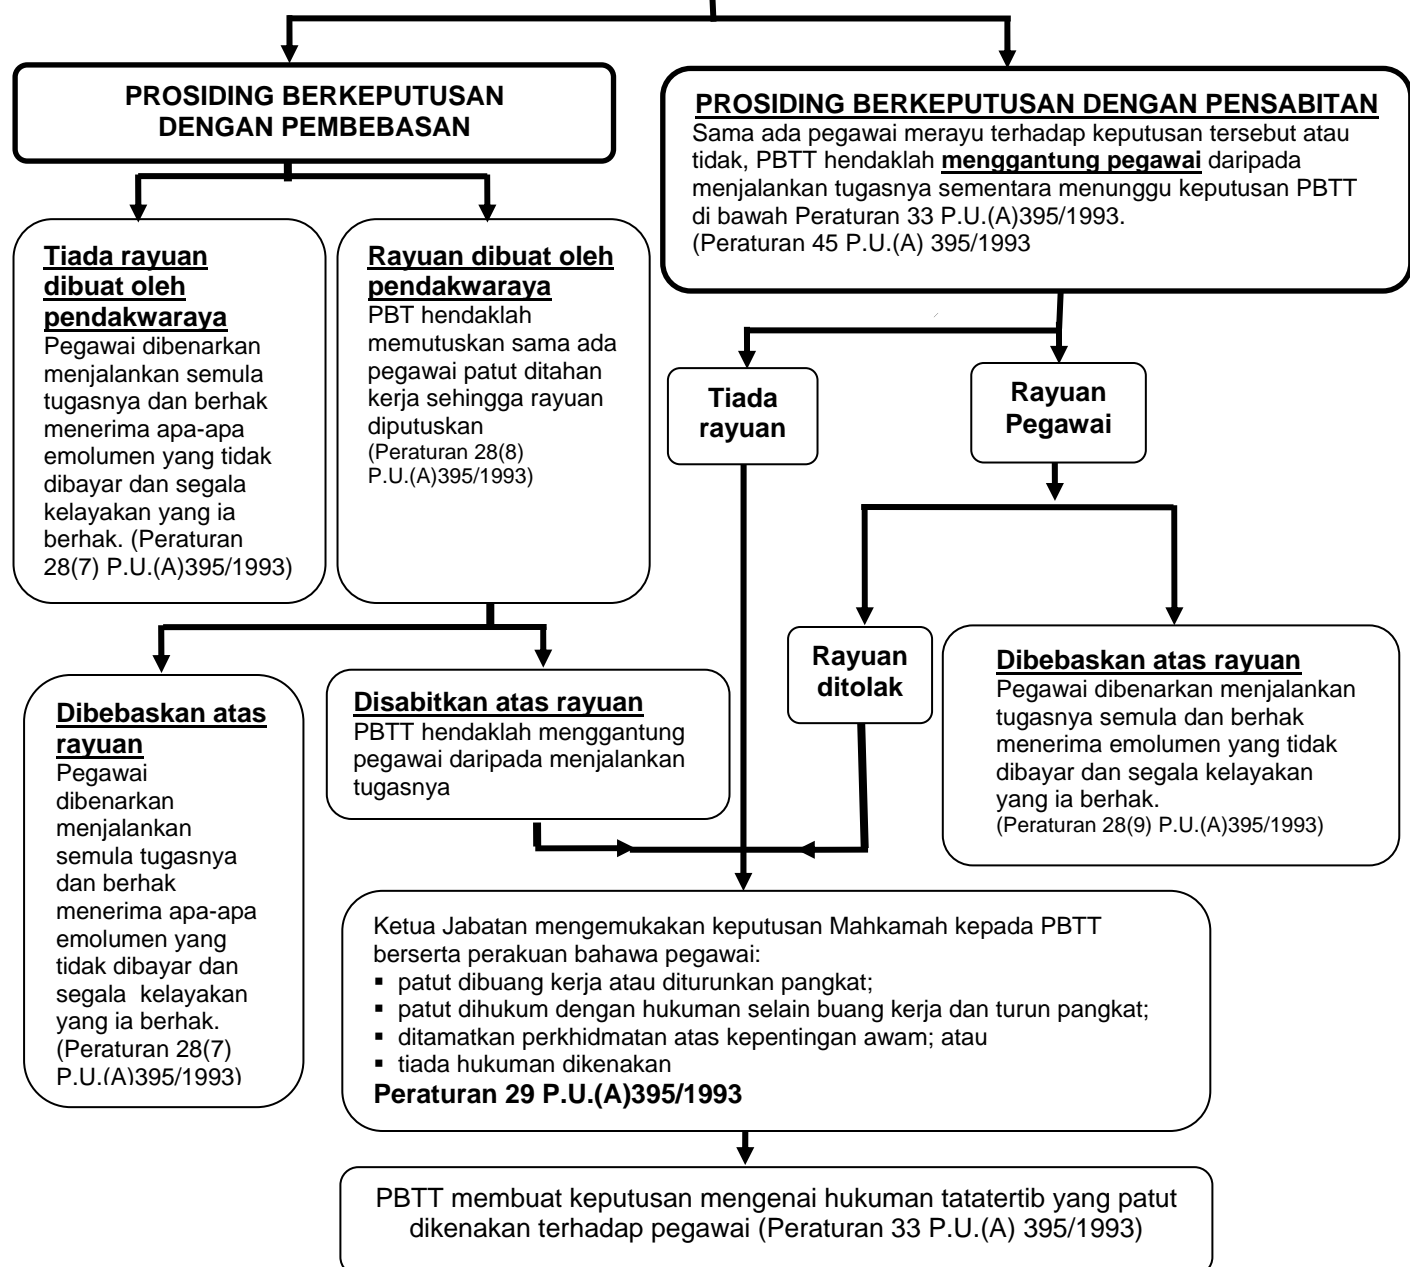 PROSIDING BERKEPUTUSAN
DENGAN PEMBEBASAN
PROSIDING BERKEPUTUSAN DENGAN PENSABITAN
Sama ada pegawai merayu terhadap keputusan tersebut atau
tidak, PBTT hendaklah menggantung pegawai daripada
menjalankan tugasnya sementara menunggu keputusan PBTT
di bawah Peraturan 33 P.U.(A)395/1993.
(Peraturan 45 P.U.(A) 395/1993
Tiada rayuan
dibuat oleh
pendakwaraya
Pegawai dibenarkan
menjalankan semula
tugasnya dan berhak
menerima apa-apa
emolumen yang tidak
dibayar dan segala
kelayakan yang ia
berhak. (Peraturan
28(7) P.U.(A)395/1993)
Rayuan dibuat oleh
pendakwaraya
PBT hendaklah
memutuskan sama ada
pegawai patut ditahan
kerja sehingga rayuan
diputuskan
(Peraturan 28(8)
P.U.(A)395/1993)
Tiada
rayuan
Rayuan
Pegawai
Rayuan
ditolak
Dibebaskan atas rayuan
Pegawai dibenarkan menjalankan
tugasnya semula dan berhak
menerima emolumen yang tidak
dibayar dan segala kelayakan
yang ia berhak.
(Peraturan 28(9) P.U.(A)395/1993)
Dibebaskan atas
rayuan
Pegawai
dibenarkan
menjalankan
semula tugasnya
dan berhak
menerima apa-apa
emolumen yang
tidak dibayar dan
segala kelayakan
yang ia berhak.
(Peraturan 28(7)
P.U.(A)395/1993)
Disabitkan atas rayuan
PBTT hendaklah menggantung
pegawai daripada menjalankan
tugasnya
Ketua Jabatan mengemukakan keputusan Mahkamah kepada PBTT
berserta perakuan bahawa pegawai:
▪ patut dibuang kerja atau diturunkan pangkat;
▪ patut dihukum dengan hukuman selain buang kerja dan turun pangkat;
▪ ditamatkan perkhidmatan atas kepentingan awam; atau
▪ tiada hukuman dikenakan
Peraturan 29 P.U.(A)395/1993
PBTT membuat keputusan mengenai hukuman tatatertib yang patut
dikenakan terhadap pegawai (Peraturan 33 P.U.(A) 395/1993)